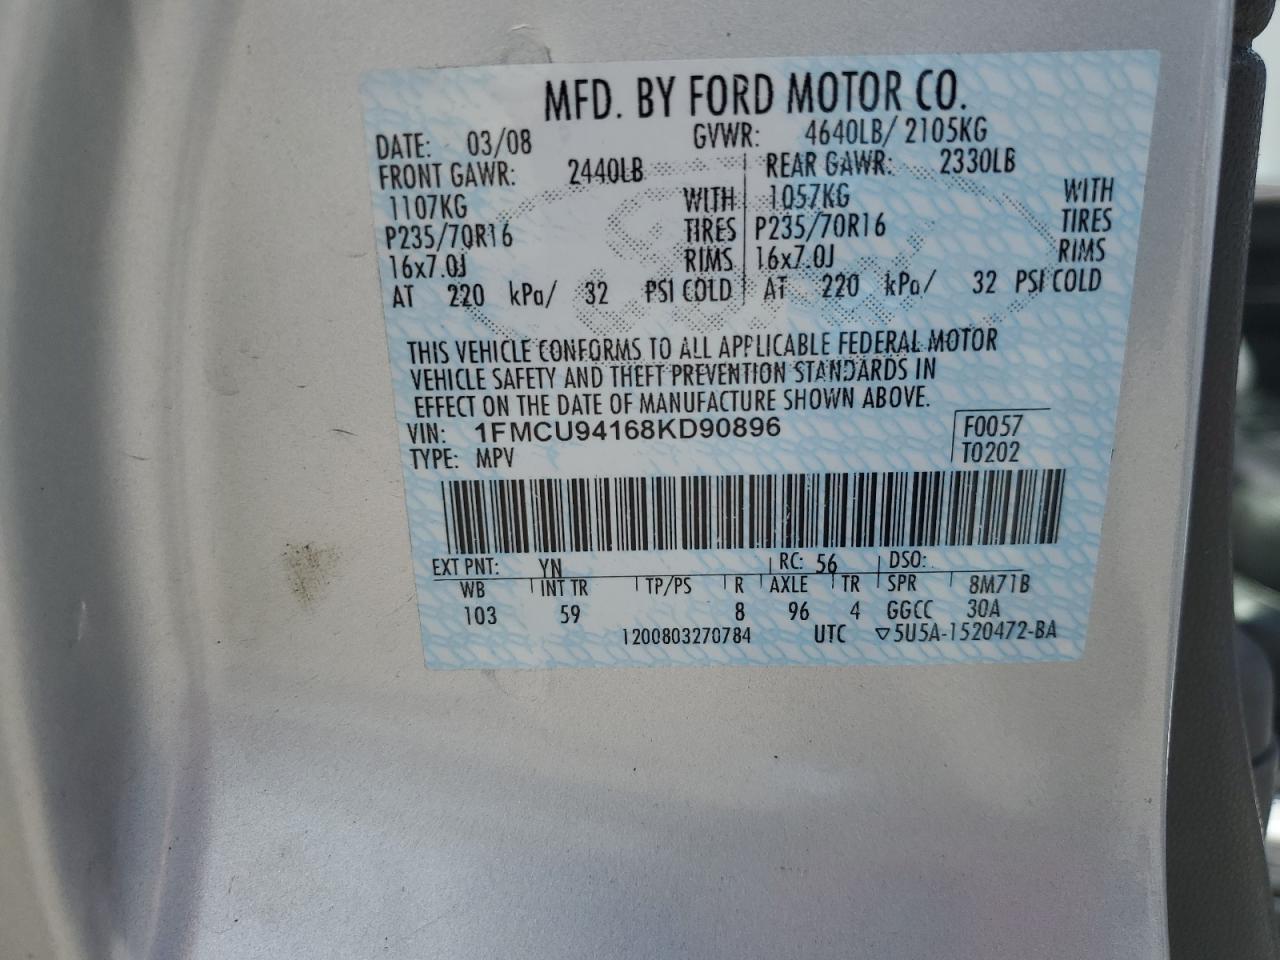 MFD. BY FORD MOTOR CO.
DATE: 03/08 GVWR: 4640LB/ 2105KG
FRONT GAWR: 2440LB REAR GAWR: 2330LB
1107KG WITH 1057KG WITH
P235/70R16 TIRES P235/70R16 TIRES
16x7.0J RIMS 16x7.0J RIMS
AT 220 kPa/ 32 PSI COLD AT 220 kPa/ 32 PSI COLD
THIS VEHICLE CONFORMS TO ALL APPLICABLE FEDERAL MOTOR
VEHICLE SAFETY AND THEFT PREVENTION STANDARDS IN
EFFECT ON THE DATE OF MANUFACTURE SHOWN ABOVE.
VIN: 1FMCU94168KD90896 F0057
TYPE: MPV T0202
EXT PNT: YN RC: 56 DSO:
WB INT TR TP/PS R AXLE TR SPR 8M71B
103 59 8 96 4 GGCC 30A
1200803270784 UTC ▽5U5A-1520472-BA